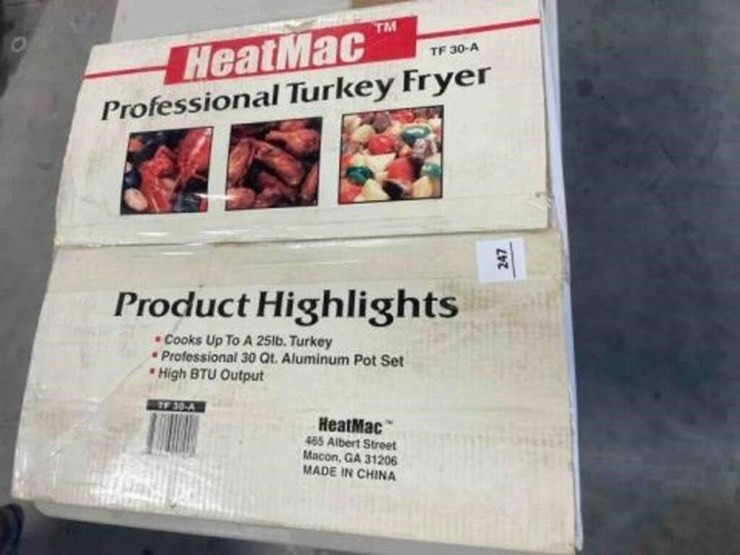 HeatMac™
TF 30-A
Professional Turkey Fryer
247
Product Highlights
▪ Cooks Up To A 25lb. Turkey
▪ Professional 30 Qt. Aluminum Pot Set
▪ High BTU Output
TF 30-A
HeatMac™
465 Albert Street
Macon, GA 31206
MADE IN CHINA